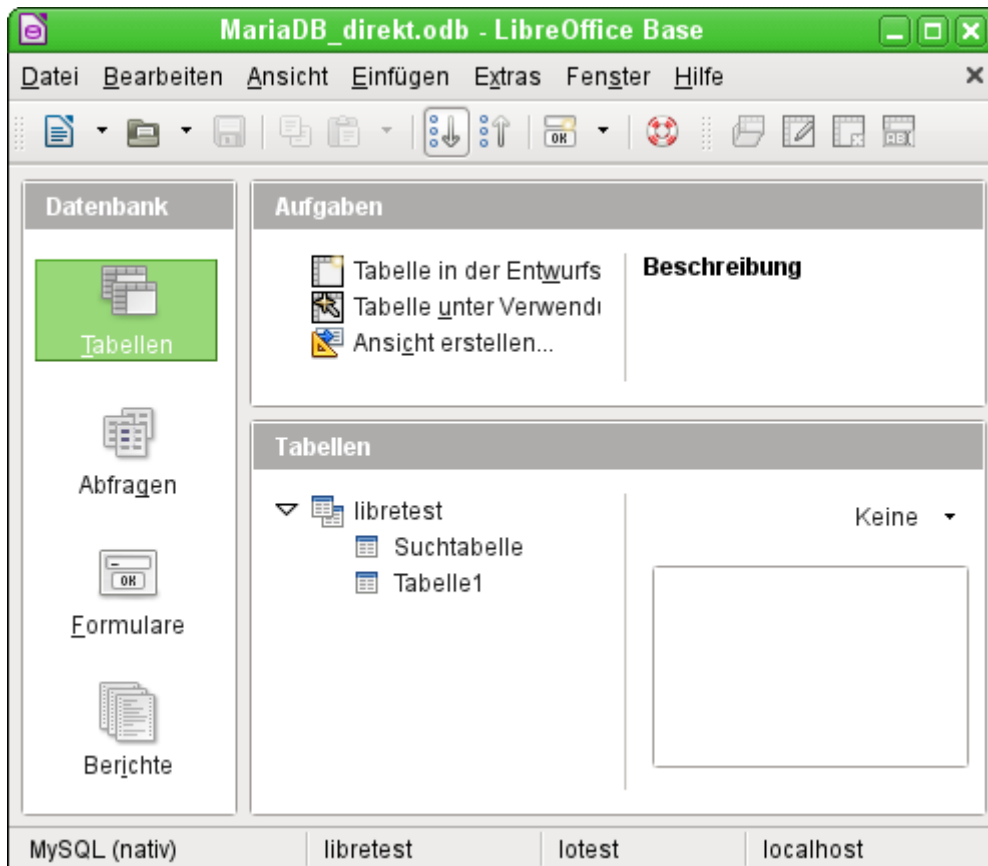 MariaDB_direkt.odb - LibreOffice Base
Datei Bearbeiten Ansicht Einfügen Extras Fenster Hilfe
OK
ABI
Datenbank
Tabellen
Abfragen
OK
Formulare
Berichte
Aufgaben
Tabelle in der Entwurfs
Tabelle unter Verwend
Ansicht erstellen...
Beschreibung
Tabellen
libretest
Suchtabelle
Tabelle1
Keine
MySQL (nativ) libretest lotest localhost